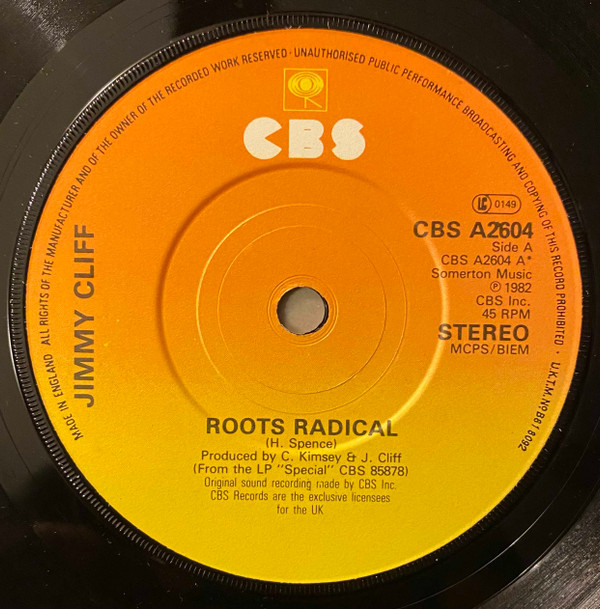 MADE IN ENGLAND ALL RIGHTS OF THE MANUFACTURER AND OF THE OWNER OF THE RECORDED WORK RESERVED · UNAUTHORISED PUBLIC PERFORMANCE BROADCASTING AND COPYING OF THIS RECORD PROHIBITED · U.K.T.M. Nº B618092
CBS
LC 0149
CBS A2604
Side A
CBS A2604 A*
Somerton Music
℗ 1982
CBS Inc.
45 RPM
STEREO
MCPS/BIEM
JIMMY CLIFF
ROOTS RADICAL
(H. Spence)
Produced by C. Kimsey & J. Cliff
(From the LP "Special" CBS 85878)
Original sound recording made by CBS Inc.
CBS Records are the exclusive licensees
for the UK